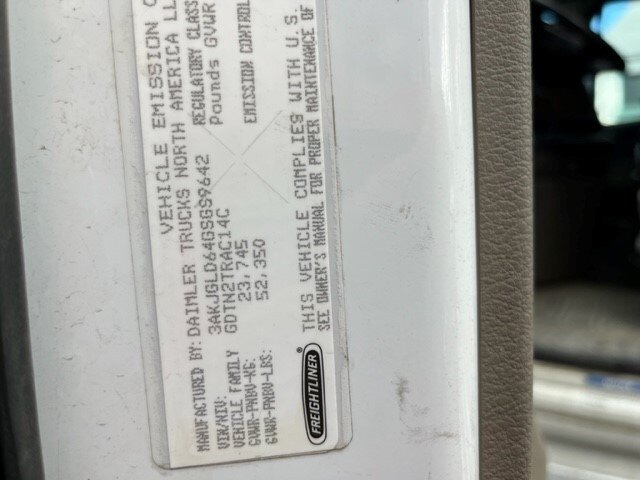 VEHICLE EMISSION C
MANUFACTURED BY: DAIMLER TRUCKS NORTH AMERICA LL
VIN/NIV: 3AKJGLD64GSGS9642 REGULATORY CLASS
VEHICLE FAMILY GDTN2TRAC14C Pounds GVWR
GVWR-PNBV-KG: 23,745
GVWR-PNBV-LBS: 52,350 EMISSION CONTROL
FREIGHTLINER
THIS VEHICLE COMPLIES WITH U.S.
SEE OWNER'S MANUAL FOR PROPER MAINTENANCE OF